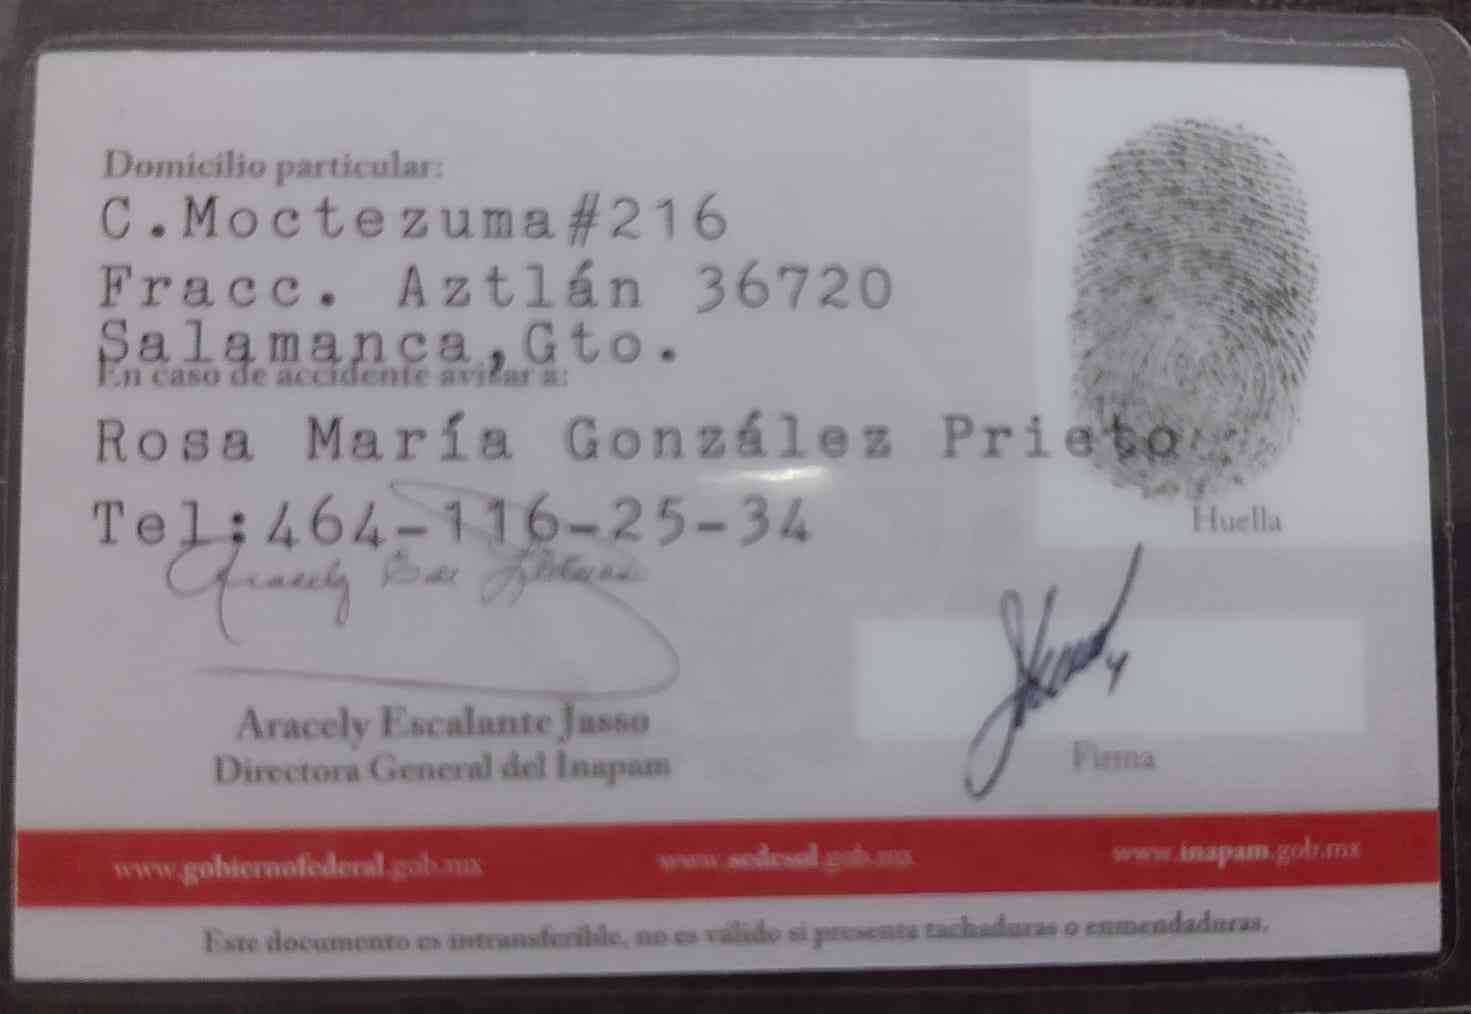 Domicilio particular:
C.Moctezuma#216
Fracc. Aztlán 36720
Salamanca,Gto.
En caso de accidente avisar a:
Rosa María González Prieto
Tel:464-116-25-34
Huella
Aracely Escalante Jasso
Directora General del Inapam
Firma
www.gobiernofederal.gob.mx www.sedesol.gob.mx www.inapam.gob.mx
Este documento es intransferible, no es válido si presenta tachaduras o enmendaduras.